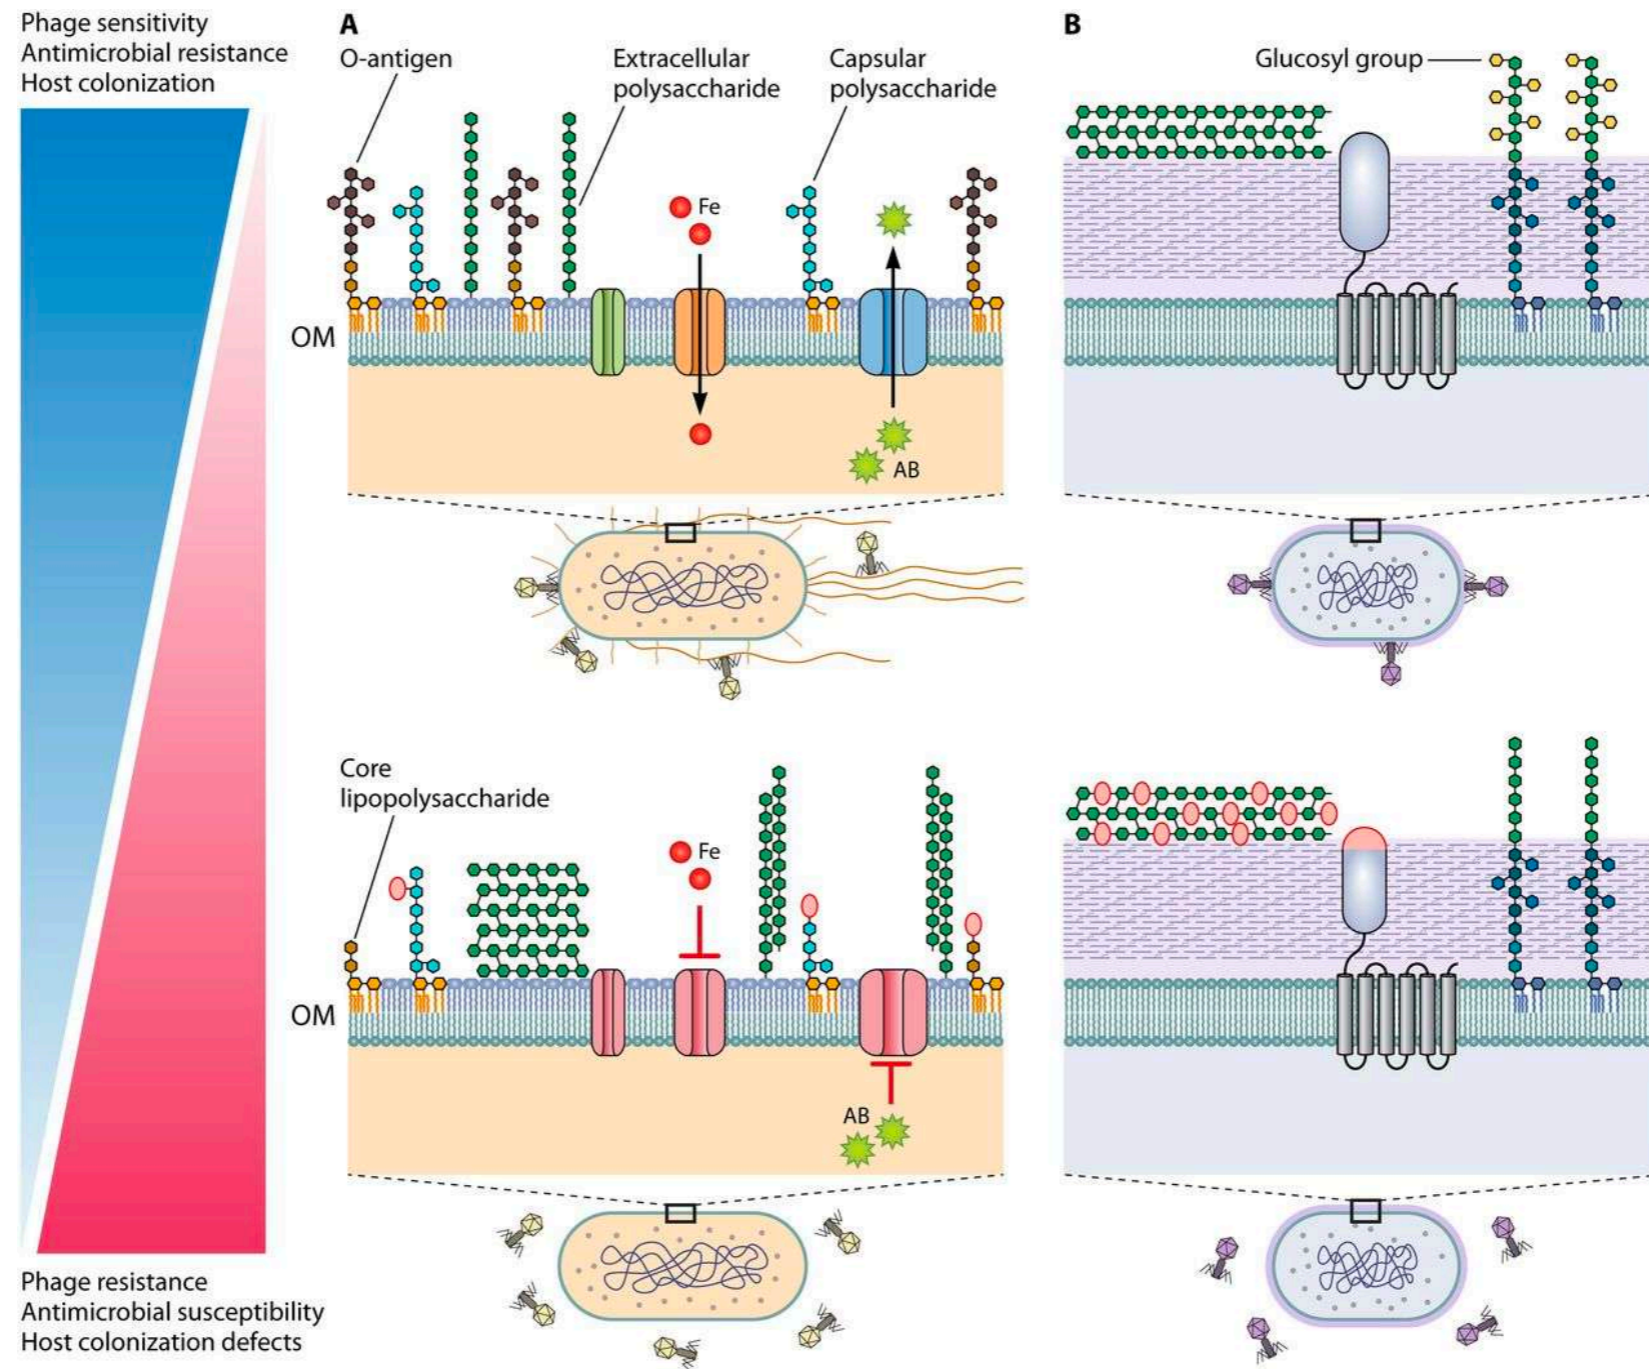 Phage sensitivity
Antimicrobial resistance
Host colonization
A
O-antigen
Extracellular
polysaccharide
Capsular
polysaccharide
Fe
OM
AB
B
Glucosyl group
Core
lipopolysaccharide
Fe
OM
AB
Phage resistance
Antimicrobial susceptibility
Host colonization defects